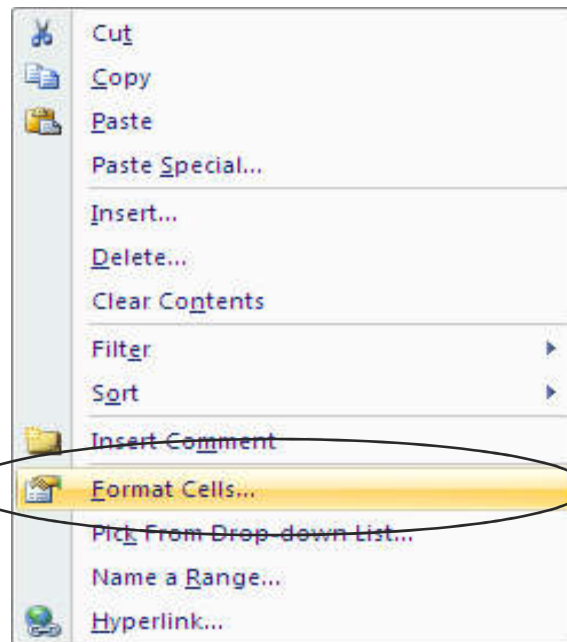 Cut
Copy
Paste
Paste Special...
Insert...
Delete...
Clear Contents
Filter
Sort
Insert Comment
Format Cells...
Pick From Drop-down List...
Name a Range...
Hyperlink...